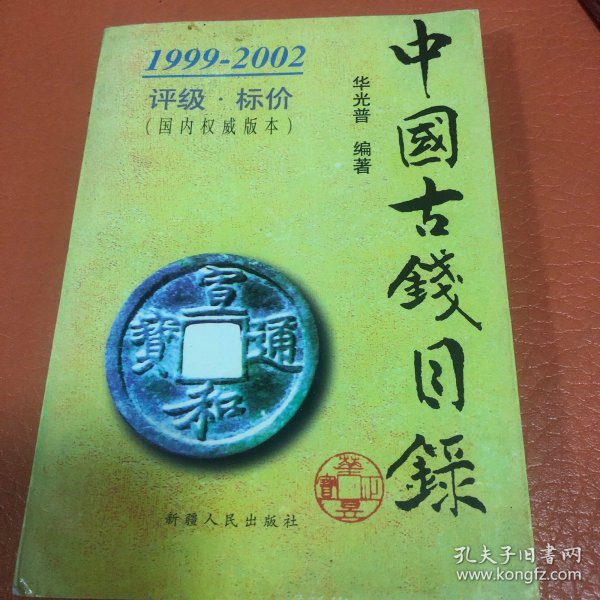 1999-2002
评级·标价
(国内权威版本)
华光普 编著
中國古錢目錄
宣和通寳
新疆人民出版社
孔夫子旧书网
www.kongfz.com